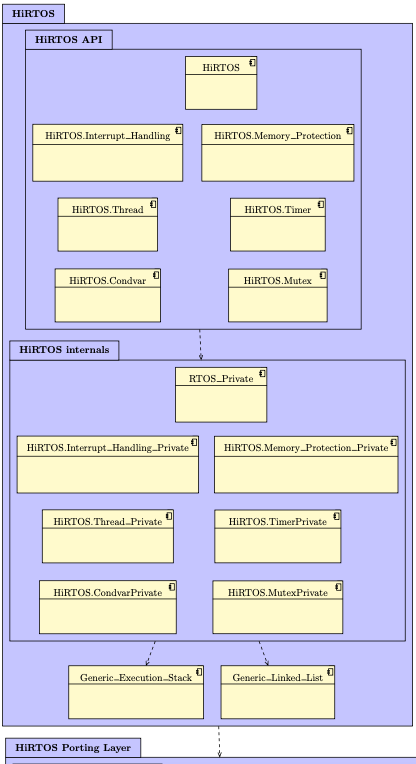 HiRTOS
HiRTOS API
HiRTOS
HiRTOS.Interrupt_Handling
HiRTOS.Memory_Protection
HiRTOS.Thread
HiRTOS.Timer
HiRTOS.Condvar
HiRTOS.Mutex
HiRTOS internals
RTOS_Private
HiRTOS.Interrupt_Handling_Private
HiRTOS.Memory_Protection_Private
HiRTOS.Thread_Private
HiRTOS.TimerPrivate
HiRTOS.CondvarPrivate
HiRTOS.MutexPrivate
Generic_Execution_Stack
Generic_Linked_List
HiRTOS Porting Layer